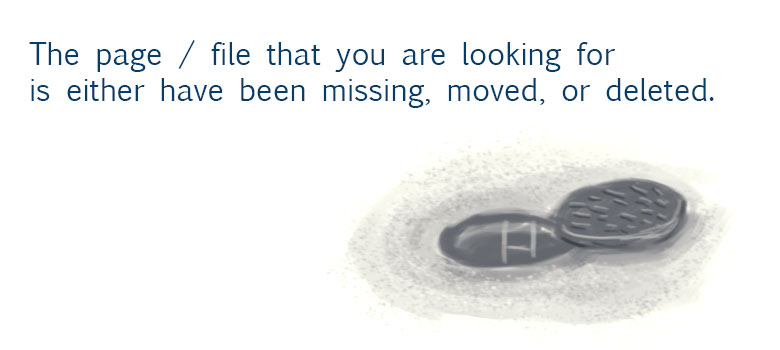 The page / file that you are looking for
is either have been missing, moved, or deleted.